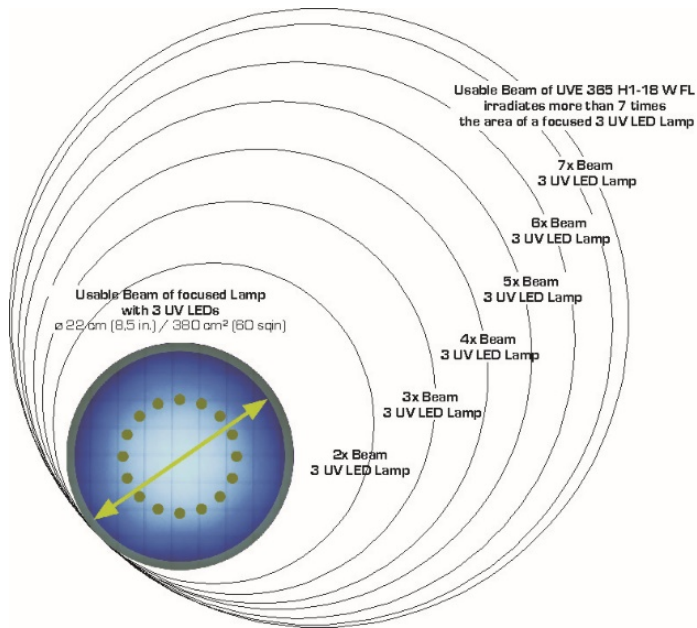 Usable Beam of UVE 365 H1-18 W FL
irradiates more than 7 times
the area of a focused 3 UV LED Lamp
7x Beam
3 UV LED Lamp
6x Beam
3 UV LED Lamp
5x Beam
3 UV LED Lamp
4x Beam
3 UV LED Lamp
3x Beam
3 UV LED Lamp
2x Beam
3 UV LED Lamp
Usable Beam of focused Lamp
with 3 UV LEDs
ø 22 cm (8,5 in.) / 380 cm² (60 sqin)